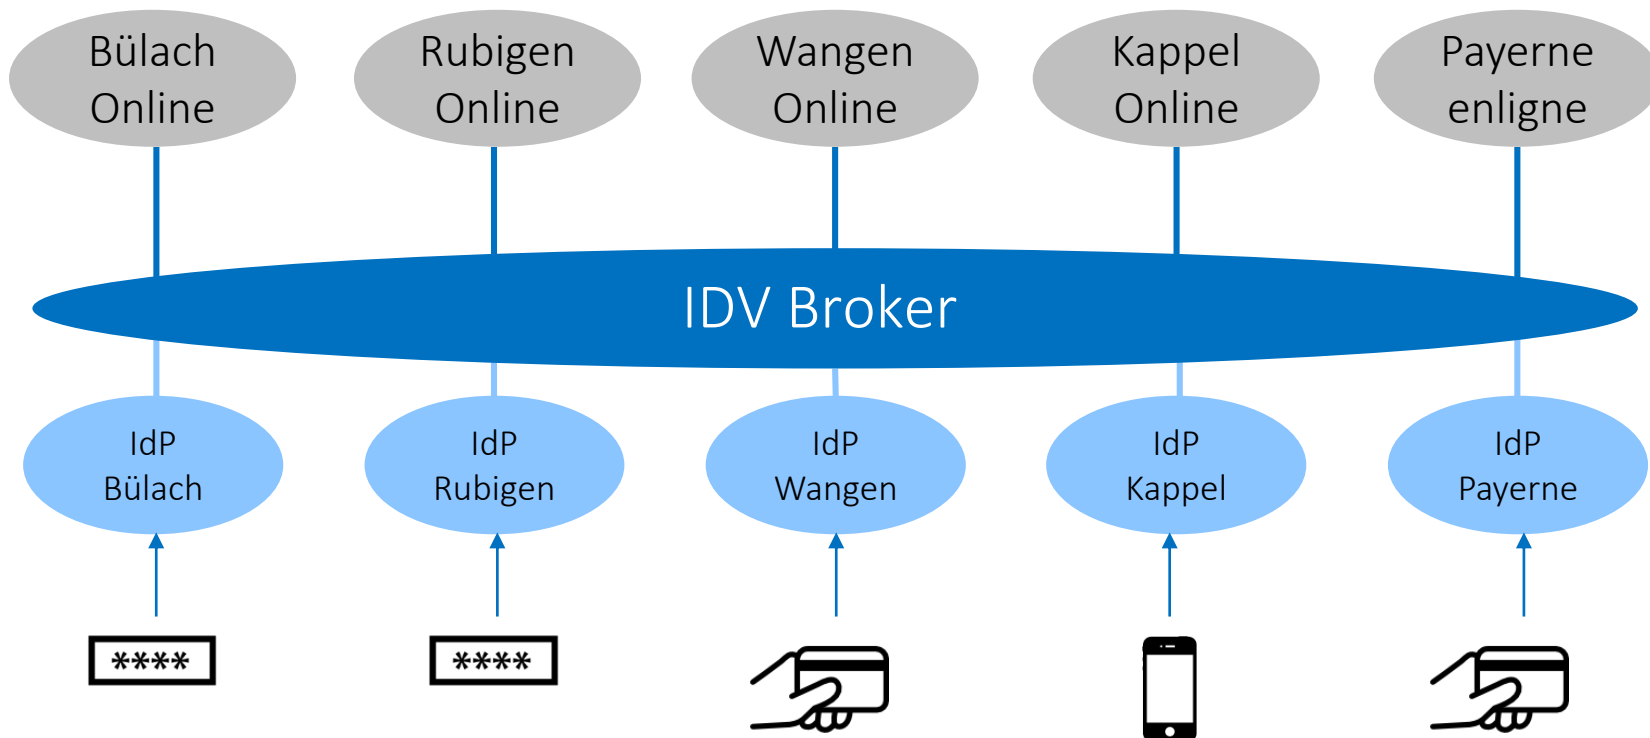 Bülach
Online
Rubigen
Online
Wangen
Online
Kappel
Online
Payerne
enligne
IDV Broker
IdP
Bülach
IdP
Rubigen
IdP
Wangen
IdP
Kappel
IdP
Payerne
****
****